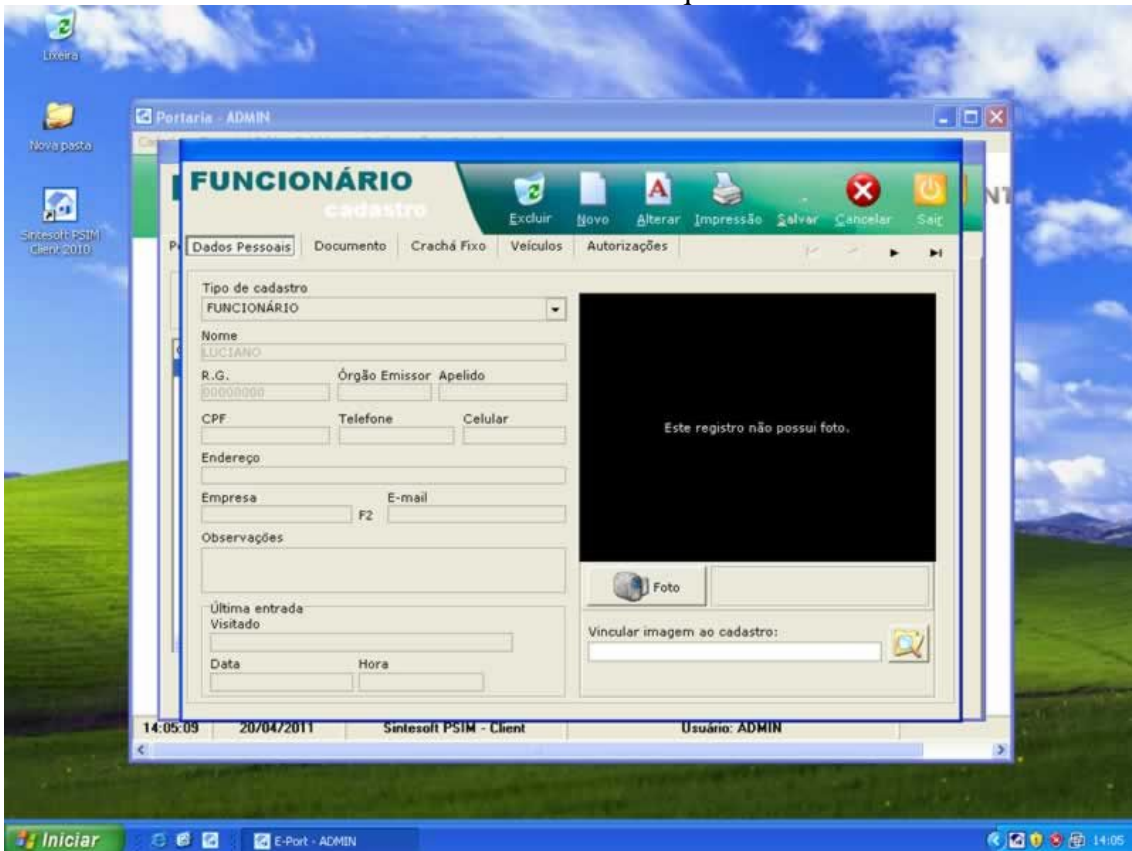 Lixeira
Nova pasta
Sintesoft PSIM
Client 2010
Portaria - ADMIN
FUNCIONÁRIO
cadastro
Excluir
Novo
Alterar
Impressão
Salvar
Cancelar
Sair
Dados Pessoais
Documento
Crachá Fixo
Veículos
Autorizações
Tipo de cadastro
FUNCIONÁRIO
Nome
LUCIANO
R.G. Órgão Emissor Apelido
00000000
CPF Telefone Celular
Endereço
Empresa E-mail
F2
Observações
Última entrada
Visitado
Data Hora
Este registro não possui foto.
Foto
Vincular imagem ao cadastro:
14:05:09 20/04/2011 Sintesoft PSIM - Client Usuário: ADMIN
Iniciar
E-Port - ADMIN
14:05